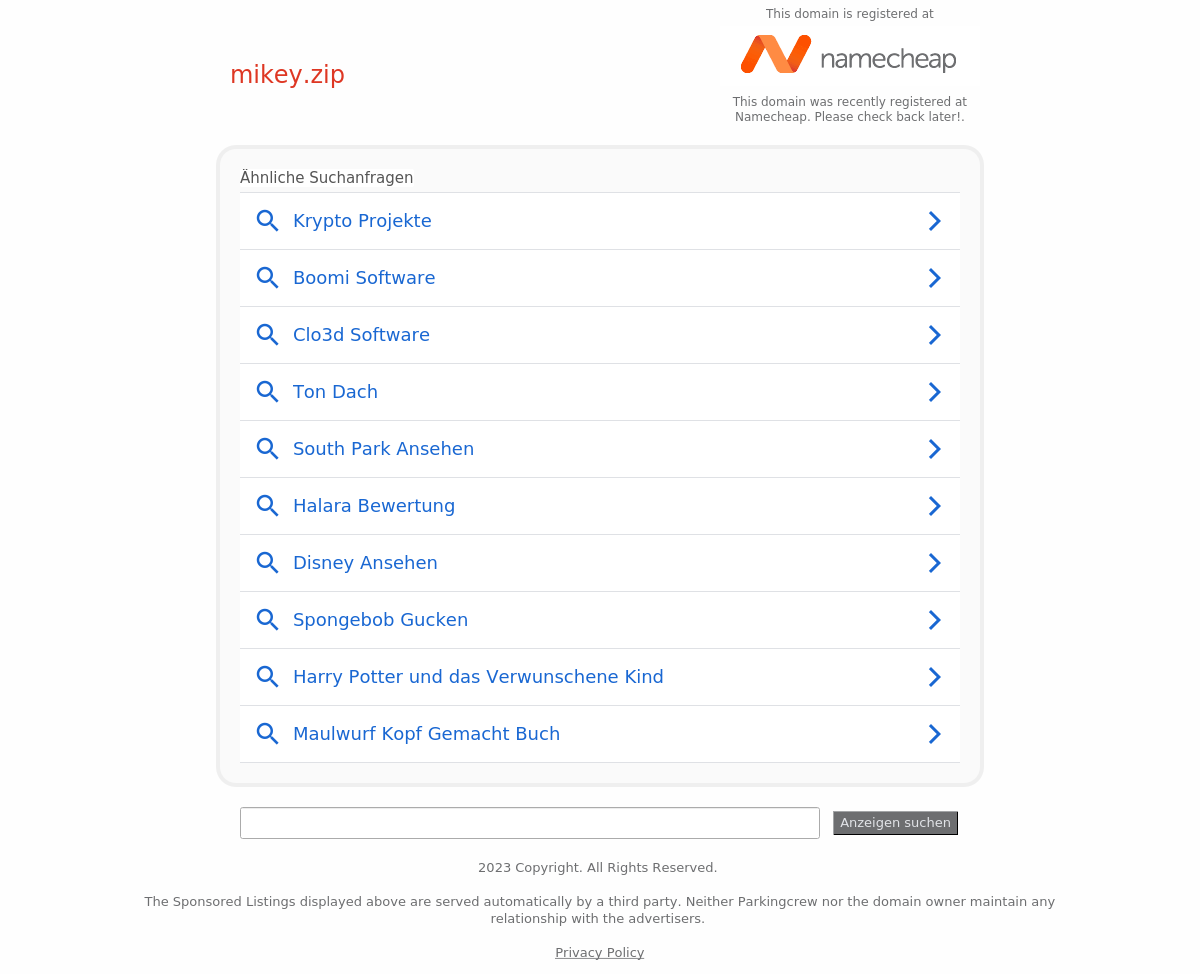 This domain is registered at
namecheap
mikey.zip
This domain was recently registered at
Namecheap. Please check back later!.
Ähnliche Suchanfragen
Krypto Projekte
Boomi Software
Clo3d Software
Ton Dach
South Park Ansehen
Halara Bewertung
Disney Ansehen
Spongebob Gucken
Harry Potter und das Verwunschene Kind
Maulwurf Kopf Gemacht Buch
Anzeigen suchen
2023 Copyright. All Rights Reserved.
The Sponsored Listings displayed above are served automatically by a third party. Neither Parkingcrew nor the domain owner maintain any
relationship with the advertisers.
Privacy Policy